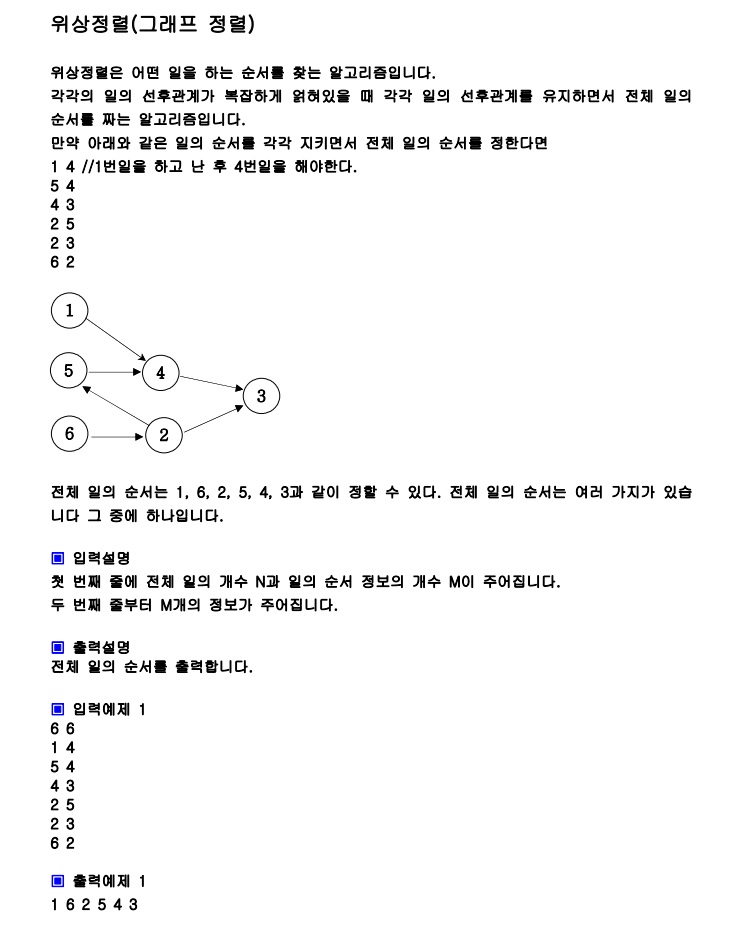 위상정렬(그래프 정렬)
위상정렬은 어떤 일을 하는 순서를 찾는 알고리즘입니다.
각각의 일의 선후관계가 복잡하게 얽혀있을 때 각각 일의 선후관계를 유지하면서 전체 일의
순서를 짜는 알고리즘입니다.
만약 아래와 같은 일의 순서를 각각 지키면서 전체 일의 순서를 정한다면
1 4 //1번일을 하고 난 후 4번일을 해야한다.
5 4
4 3
2 5
2 3
6 2
1
5
4
3
6
2
전체 일의 순서는 1, 6, 2, 5, 4, 3과 같이 정할 수 있다. 전체 일의 순서는 여러 가지가 있습
니다 그 중에 하나입니다.
▣ 입력설명
첫 번째 줄에 전체 일의 개수 N과 일의 순서 정보의 개수 M이 주어집니다.
두 번째 줄부터 M개의 정보가 주어집니다.
▣ 출력설명
전체 일의 순서를 출력합니다.
▣ 입력예제 1
6 6
1 4
5 4
4 3
2 5
2 3
6 2
▣ 출력예제 1
1 6 2 5 4 3